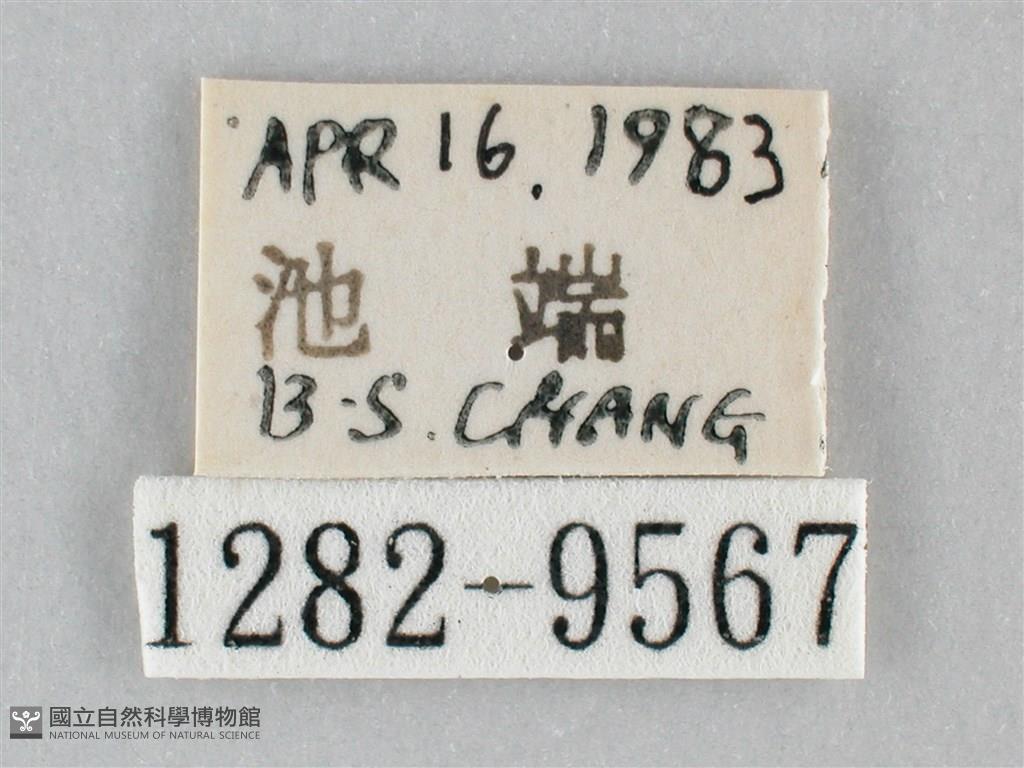 APR 16. 1983
池 端
B-S. CHANG
1282-9567
國立自然科學博物館
NATIONAL MUSEUM OF NATURAL SCIENCE